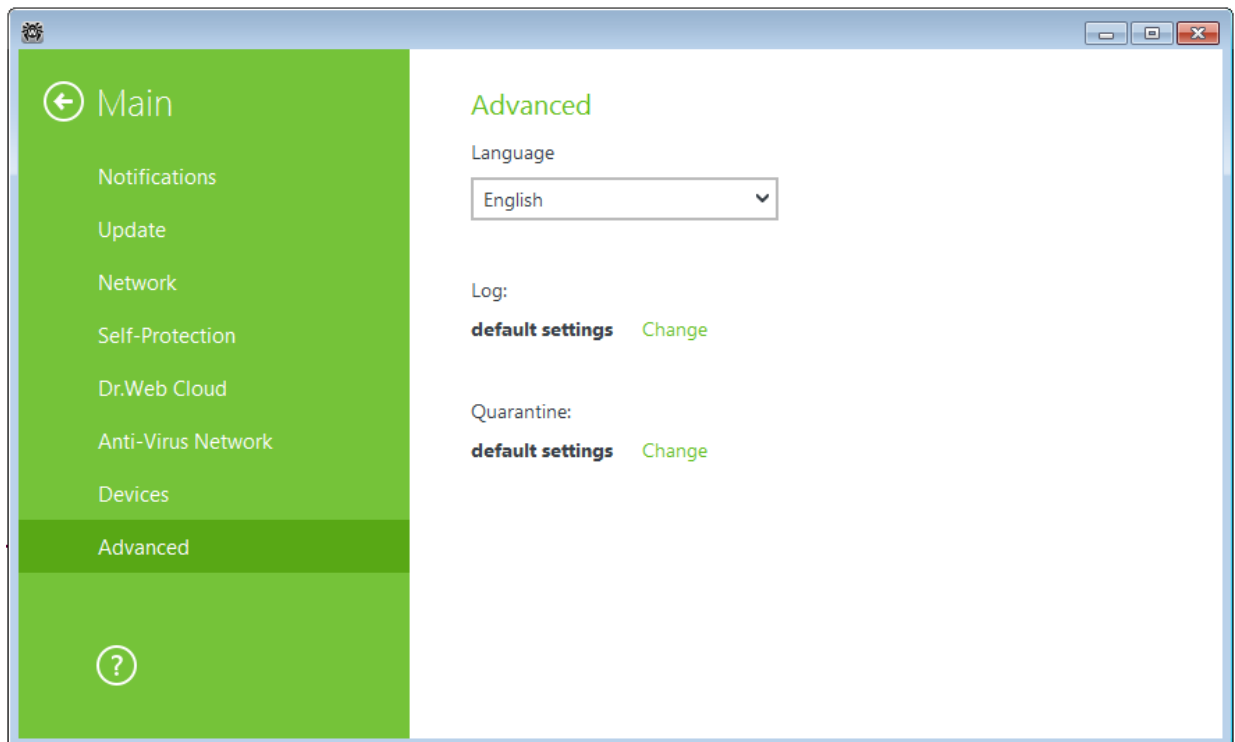 Main
Notifications
Update
Network
Self-Protection
Dr.Web Cloud
Anti-Virus Network
Devices
Advanced
?
Advanced
Language
English
Log:
default settings Change
Quarantine:
default settings Change